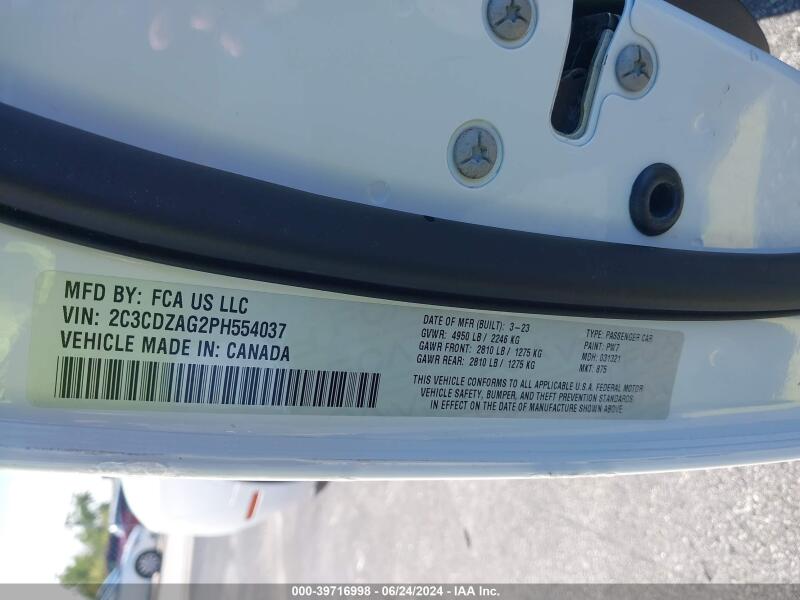 MFD BY: FCA US LLC
VIN: 2C3CDZAG2PH554037
VEHICLE MADE IN: CANADA
DATE OF MFR (BUILT): 3-23
GVWR: 4950 LB / 2246 KG
GAWR FRONT: 2810 LB / 1275 KG
GAWR REAR: 2810 LB / 1275 KG
TYPE: PASSENGER CAR
PAINT: PW7
MDH: 031321
MKT: 875
THIS VEHICLE CONFORMS TO ALL APPLICABLE U.S.A. FEDERAL MOTOR
VEHICLE SAFETY, BUMPER, AND THEFT PREVENTION STANDARDS
IN EFFECT ON THE DATE OF MANUFACTURE SHOWN ABOVE
000-39716998 - 06/24/2024 - IAA Inc.